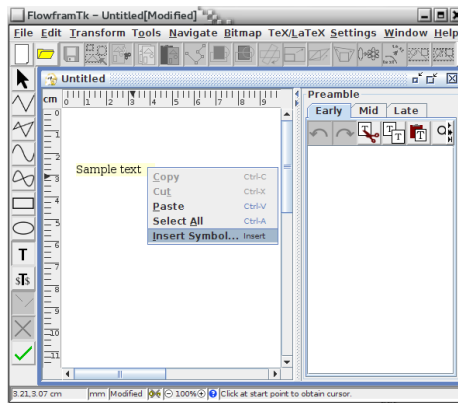 FlowframTk – Untitled[Modified]
File Edit Transform Tools Navigate Bitmap TeX/LaTeX Settings Window Help
Untitled
cm 0 1 2 3 4 5 6 7 8 9
Preamble
Early Mid Late
0
1
2
3
4
5
6
7
8
9
10
11
Sample text
Copy Ctrl-C
Cut Ctrl-X
Paste Ctrl-V
Select All Ctrl-A
Insert Symbol... Insert
T
sTs
3.21,3.07 cm mm Modified 100% Click at start point to obtain cursor.